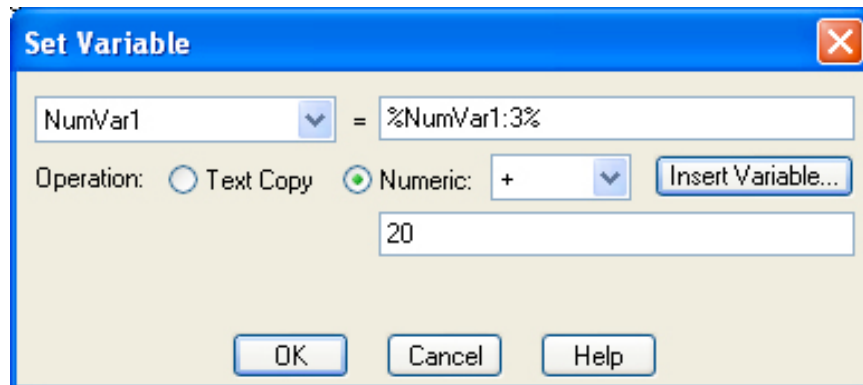 Set Variable
NumVar1 = %NumVar1:3%
Operation: Text Copy Numeric: + Insert Variable...
20
OK Cancel Help